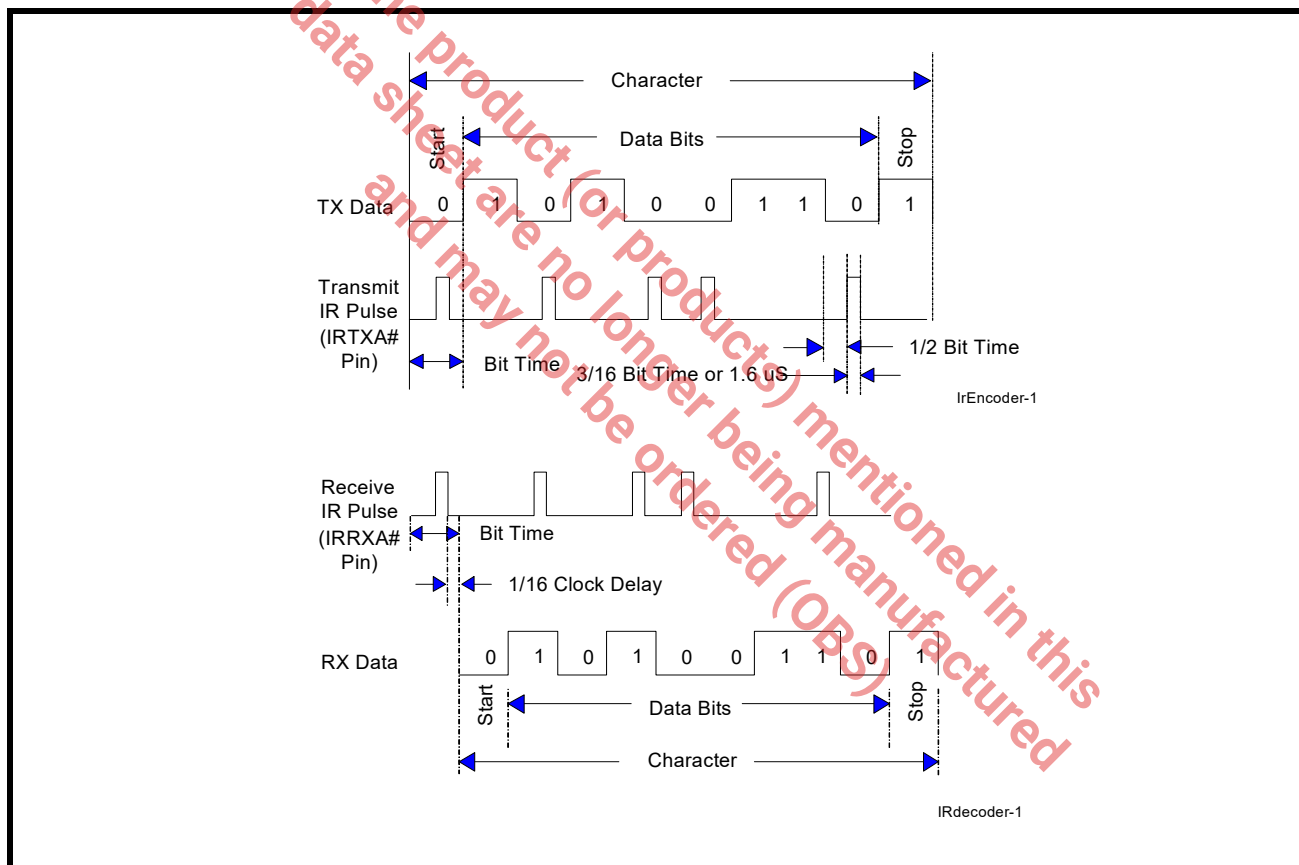 he product (or products) mentioned in this
data sheet are no longer being manufactured
and may not be ordered (OBS)
Character
Start
Data Bits
Stop
TX Data
0 1 0 1 0 0 1 1 0 1
Transmit
IR Pulse
(IRTXA#
Pin)
Bit Time
1/2 Bit Time
3/16 Bit Time or 1.6 uS
IrEncoder-1
Receive
IR Pulse
(IRRXA#
Pin)
Bit Time
1/16 Clock Delay
RX Data
0 1 0 1 0 0 1 1 0 1
Start
Data Bits
Stop
Character
IRdecoder-1